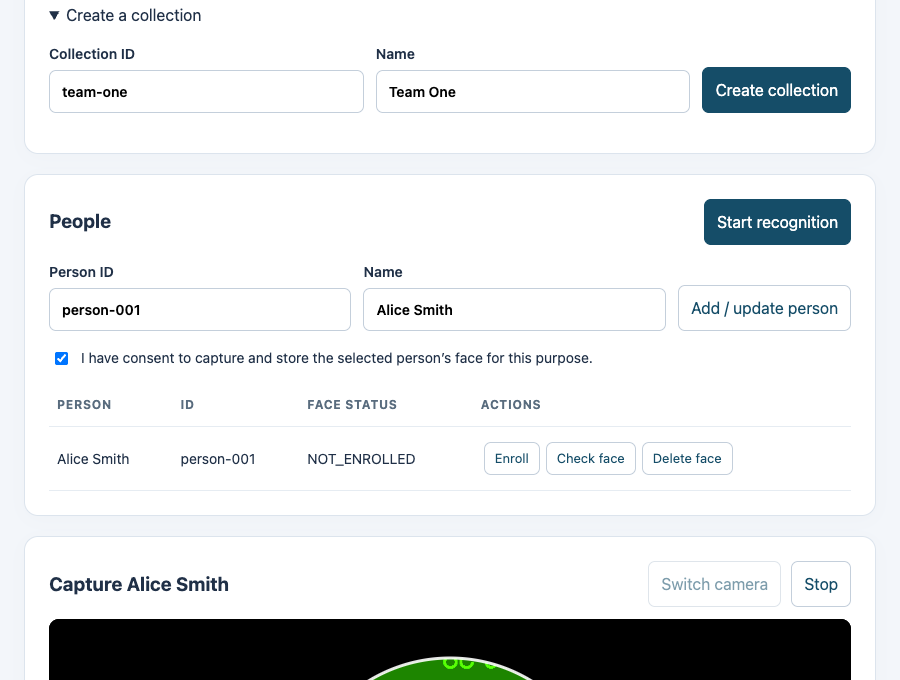 ▼ Create a collection
Collection ID Name
team-one Team One Create collection
People Start recognition
Person ID Name
person-001 Alice Smith Add / update person
I have consent to capture and store the selected person’s face for this purpose.
PERSON ID FACE STATUS ACTIONS
Alice Smith person-001 NOT_ENROLLED Enroll Check face Delete face
Capture Alice Smith Switch camera Stop